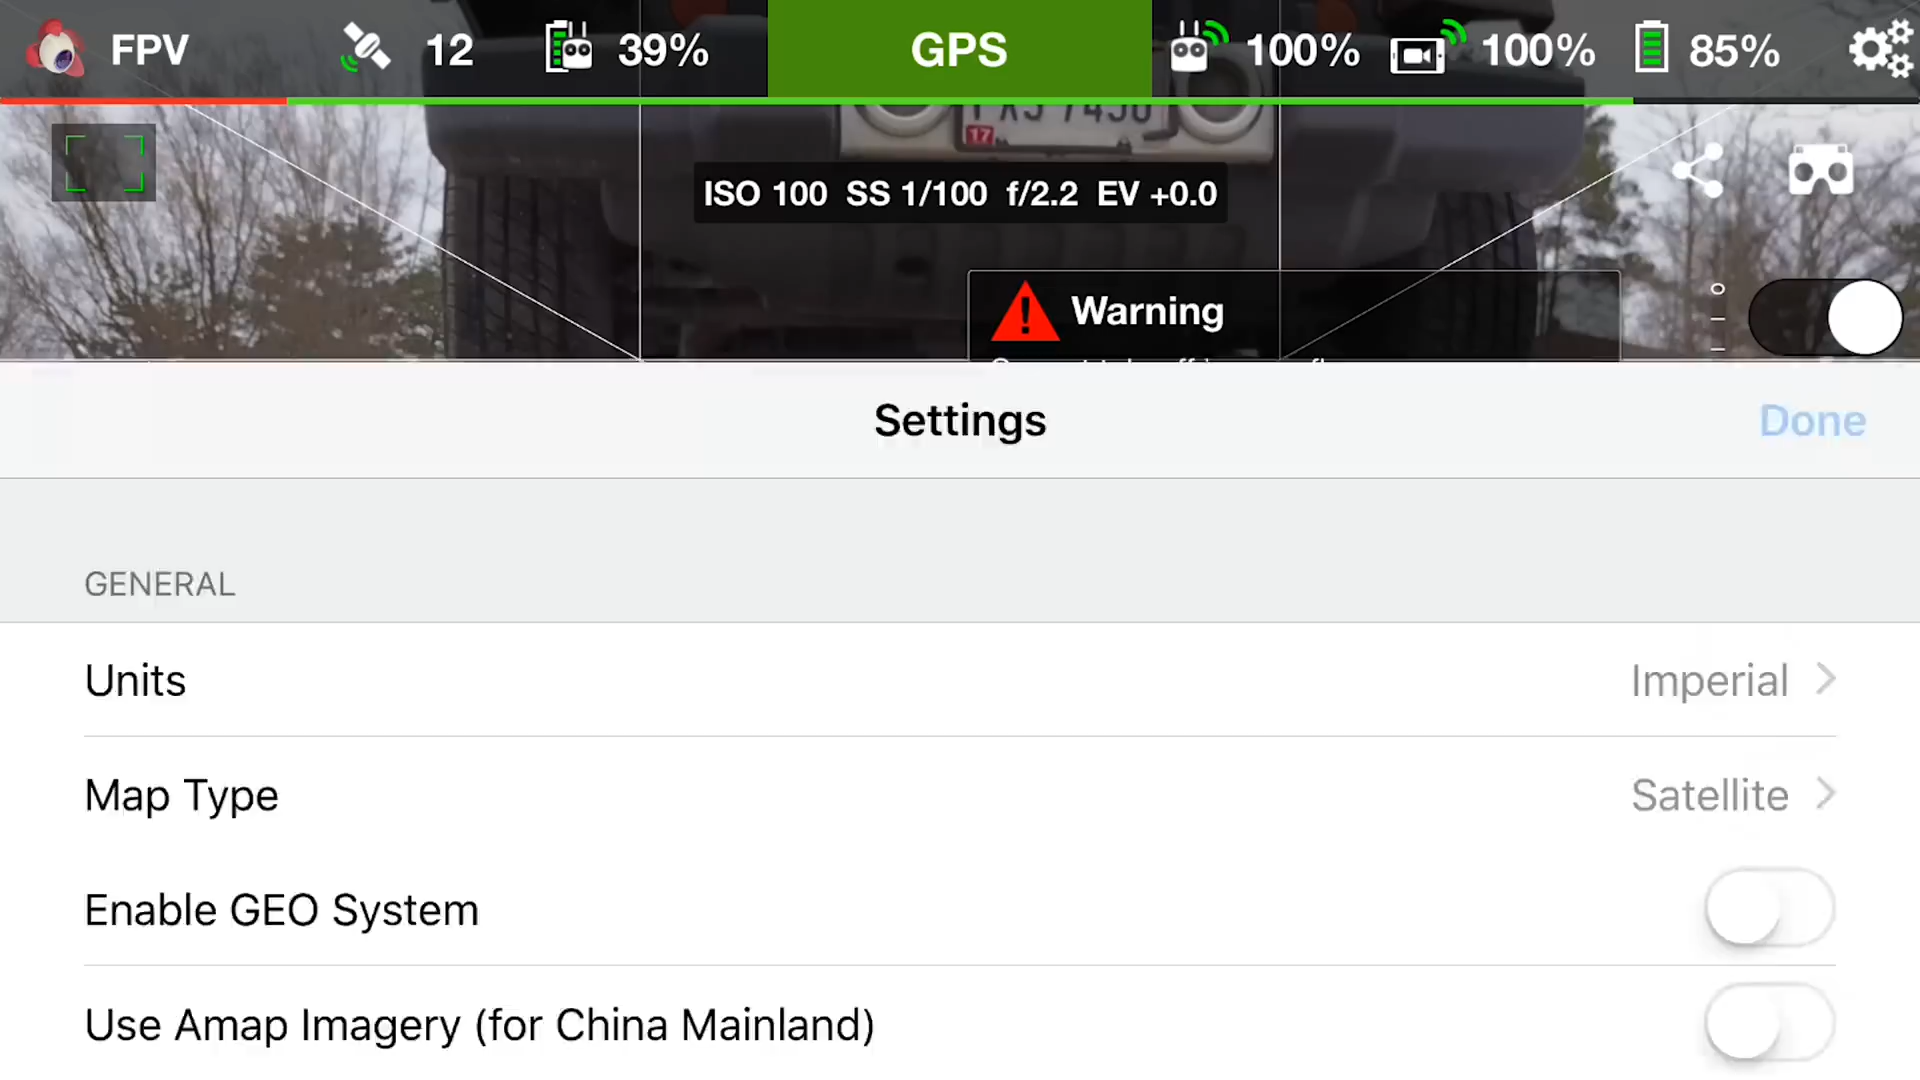 FPV 12 39% GPS 100% 100% 85%
17
ISO 100 SS 1/100 f/2.2 EV +0.0
Warning
Settings
Done
GENERAL
Units
Imperial
Map Type
Satellite
Enable GEO System
Use Amap Imagery (for China Mainland)